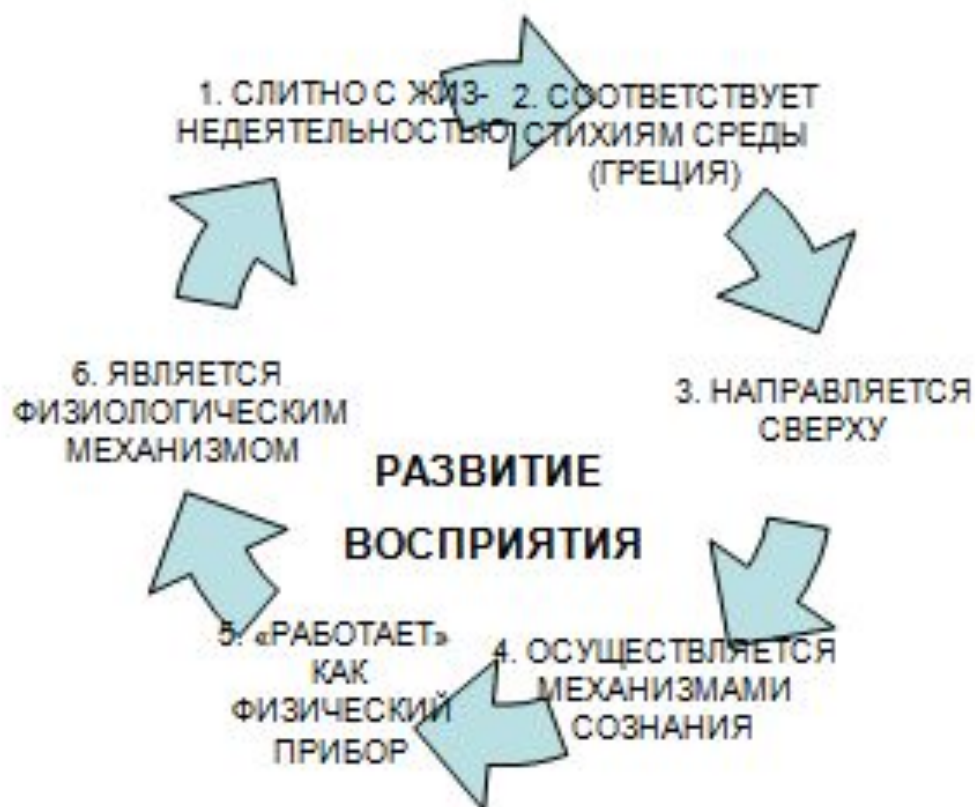 1. СЛИТНО С ЖИЗ-
НЕДЕЯТЕЛЬНОСТЬЮ
2. СООТВЕТСТВУЕТ
СТИХИЯМ СРЕДЫ
(ГРЕЦИЯ)
3. НАПРАВЛЯЕТСЯ
СВЕРХУ
4. ОСУЩЕСТВЛЯЕТСЯ
МЕХАНИЗМАМИ
СОЗНАНИЯ
5. «РАБОТАЕТ»
КАК
ФИЗИЧЕСКИЙ
ПРИБОР
6. ЯВЛЯЕТСЯ
ФИЗИОЛОГИЧЕСКИМ
МЕХАНИЗМОМ
РАЗВИТИЕ
ВОСПРИЯТИЯ